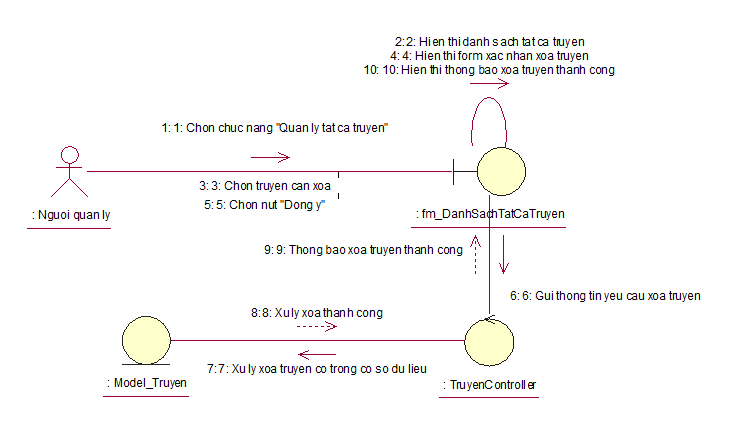 2:2: Hien thi danh sach tat ca truyen
4: 4: Hien thi form xac nhan xoa truyen
10: 10: Hien thi thong bao xoa truyen thanh cong
1: 1: Chon chuc nang "Quan ly tat ca truyen"
3: 3: Chon truyen can xoa
5: 5: Chon nut "Dong y"
: Nguoi quan ly
: fm_DanhSachTatCaTruyen
9: 9: Thong bao xoa truyen thanh cong
6: 6: Gui thong tin yeu cau xoa truyen
8: 8: Xu ly xoa thanh cong
7: 7: Xu ly xoa truyen co trong co so du lieu
: Model_Truyen
: TruyenController